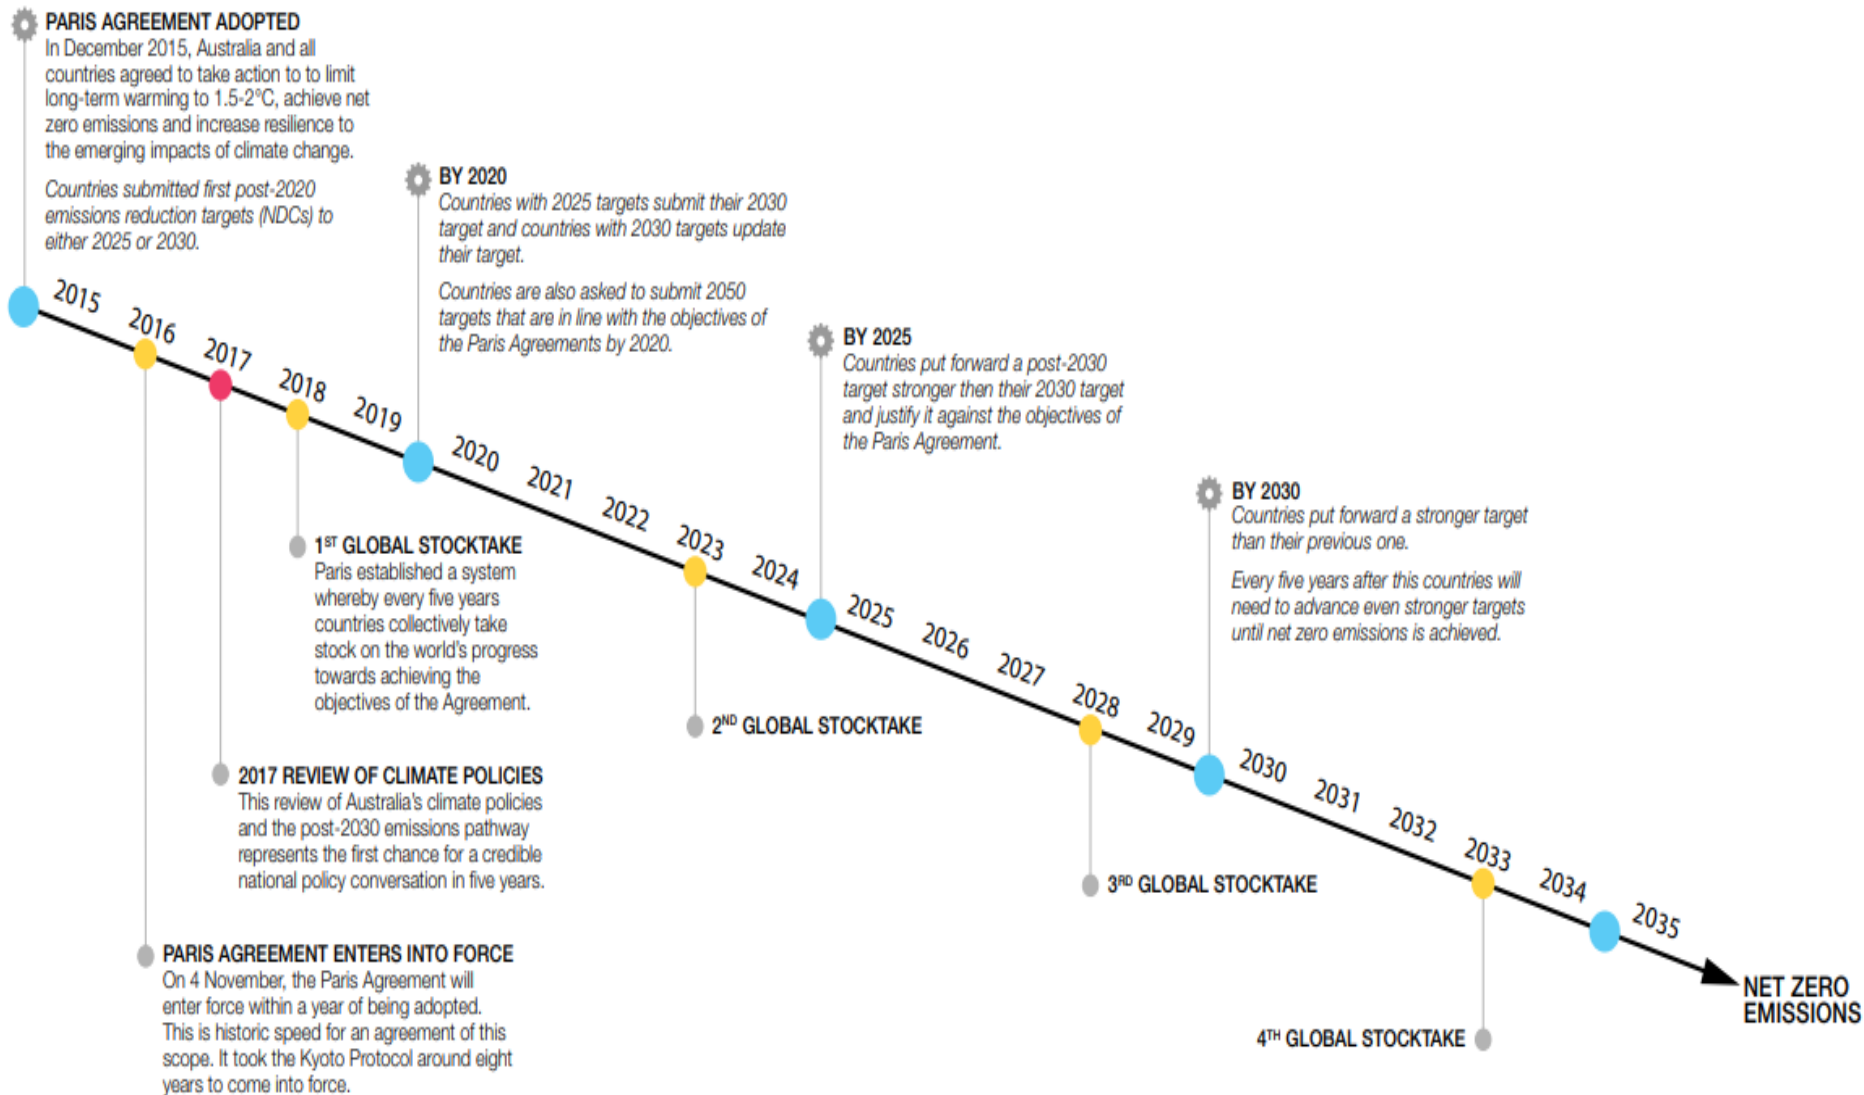 PARIS AGREEMENT ADOPTED
In December 2015, Australia and all
countries agreed to take action to to limit
long-term warming to 1.5-2°C, achieve net
zero emissions and increase resilience to
the emerging impacts of climate change.
Countries submitted first post-2020
emissions reduction targets (NDCs) to
either 2025 or 2030.
BY 2020
Countries with 2025 targets submit their 2030
target and countries with 2030 targets update
their target.
Countries are also asked to submit 2050
targets that are in line with the objectives of
the Paris Agreements by 2020.
BY 2025
Countries put forward a post-2030
target stronger then their 2030 target
and justify it against the objectives of
the Paris Agreement.
BY 2030
Countries put forward a stronger target
than their previous one.
Every five years after this countries will
need to advance even stronger targets
until net zero emissions is achieved.
2015
2016
2017
2018
2019
2020
2021
2022
2023
2024
2025
2026
2027
2028
2029
2030
2031
2032
2033
2034
2035
NET ZERO
EMISSIONS
1ST GLOBAL STOCKTAKE
Paris established a system
whereby every five years
countries collectively take
stock on the world's progress
towards achieving the
objectives of the Agreement.
2ND GLOBAL STOCKTAKE
2017 REVIEW OF CLIMATE POLICIES
This review of Australia's climate policies
and the post-2030 emissions pathway
represents the first chance for a credible
national policy conversation in five years.
3RD GLOBAL STOCKTAKE
PARIS AGREEMENT ENTERS INTO FORCE
On 4 November, the Paris Agreement will
enter force within a year of being adopted.
This is historic speed for an agreement of this
scope. It took the Kyoto Protocol around eight
years to come into force.
4TH GLOBAL STOCKTAKE